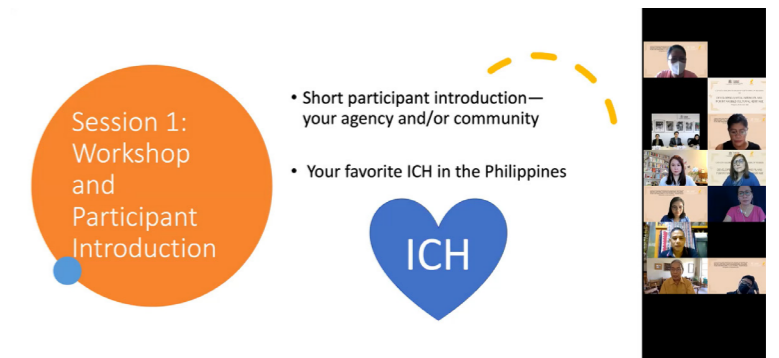 Session 1:
Workshop
and
Participant
Introduction
• Short participant introduction—
your agency and/or community
• Your favorite ICH in the Philippines
ICH